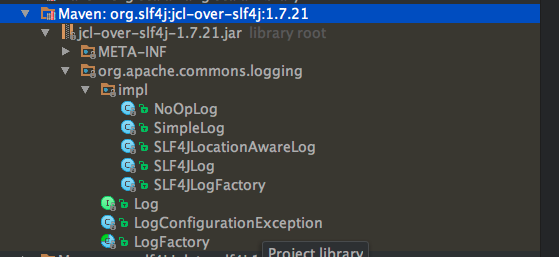 Maven: org.slf4j:jcl-over-slf4j:1.7.21
jcl-over-slf4j-1.7.21.jar library root
META-INF
org.apache.commons.logging
impl
NoOpLog
SimpleLog
SLF4JLocationAwareLog
SLF4JLog
SLF4JLogFactory
Log
LogConfigurationException
LogFactory
Project library